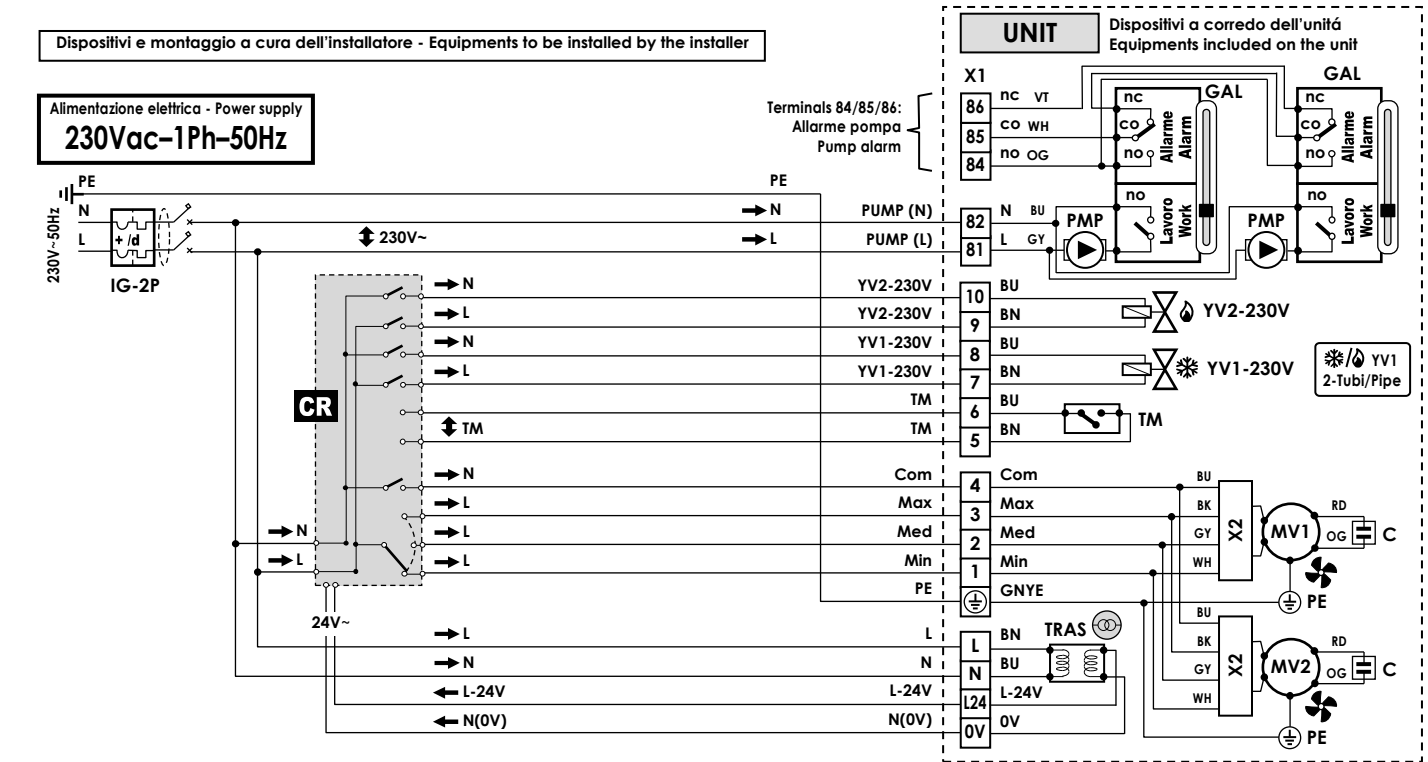 UNIT
Dispositivi a corredo dell'unitá
Equipments included on the unit
Dispositivi e montaggio a cura dell'installatore - Equipments to be installed by the installer
Alimentazione elettrica - Power supply
230Vac–1Ph–50Hz
Terminals 84/85/86:
Allarme pompa
Pump alarm
X1
86 nc VT
85 co WH
84 no OG
GAL
nc
co
no
Allarme
Alarm
no
Lavoro
Work
PMP
GAL
nc
co
no
Allarme
Alarm
no
Lavoro
Work
PMP
PE
PE
N
L
230V~50Hz
+ /d
IG-2P
230V~
N PUMP (N) 82 N BU
L PUMP (L) 81 L GY
N YV2-230V 10 BU
L YV2-230V 9 BN
YV2-230V
N YV1-230V 8 BU
L YV1-230V 7 BN
YV1-230V
YV1
2-Tubi/Pipe
CR
TM 6 BU
TM
TM 5 BN
TM
N Com 4 Com
L Max 3 Max
L Med 2 Med
L Min 1 Min
PE GNYE
N
L
24V~
BU
BK
GY
WH
X2
MV1
RD
OG
C
PE
BU
BK
GY
WH
X2
MV2
RD
OG
C
PE
L L L BN
N N N BU
TRAS
L-24V L-24V L24 L-24V
N(0V) N(0V) 0V 0V